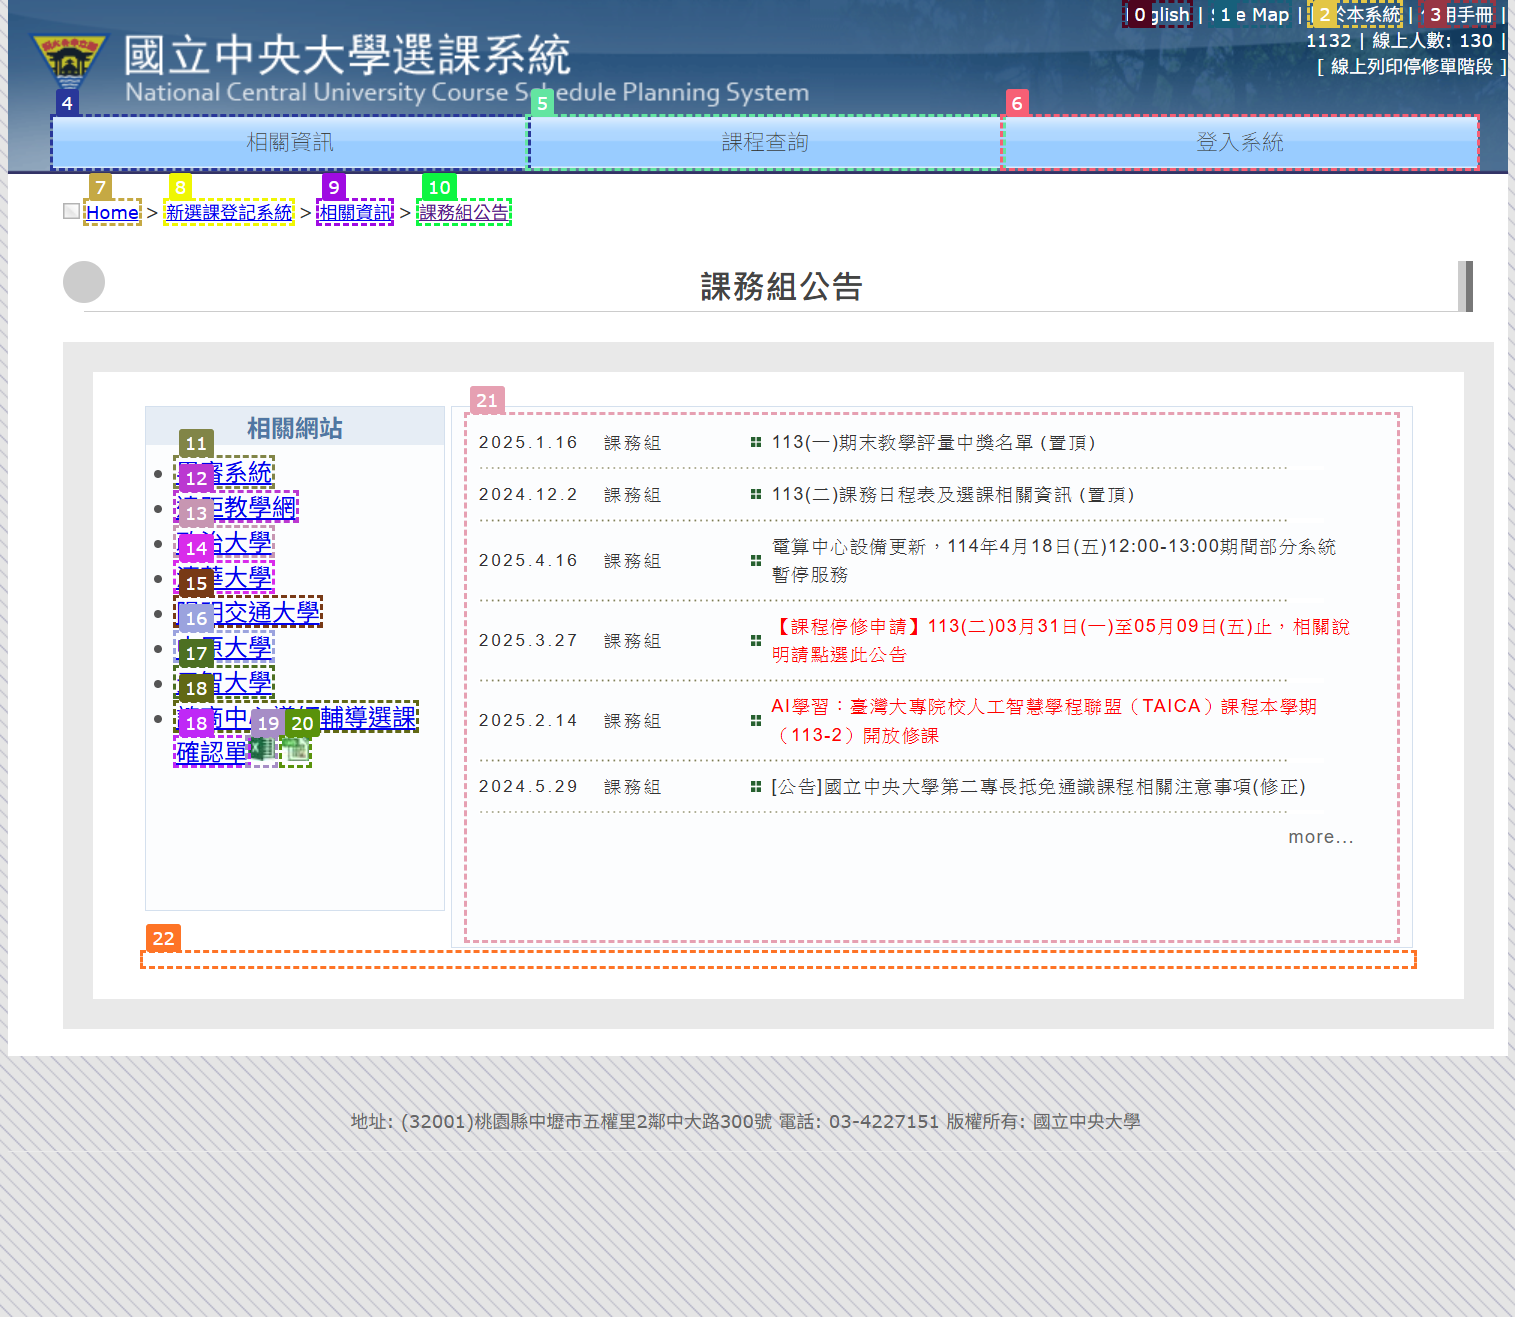 English | Site Map | 關於本系統 | 使用手冊 |
0
1
2
3
1132 | 線上人數: 130 |
[ 線上列印停修單階段 ]
國立中央大學選課系統
National Central University Course Schedule Planning System
4
5
6
相關資訊
課程查詢
登入系統
7
8
9
10
Home > 新選課登記系統 > 相關資訊 > 課務組公告
課務組公告
相關網站
11
系統
12
教學網
13
大學
14
大學
15
交通大學
16
大學
17
大學
18
輔導選課
18
19
20
確認單
21
2025.1.16 課務組 113(一)期末教學評量中獎名單 (置頂)
2024.12.2 課務組 113(二)課務日程表及選課相關資訊 (置頂)
2025.4.16 課務組 電算中心設備更新，114年4月18日(五)12:00-13:00期間部分系統
暫停服務
2025.3.27 課務組 【課程停修申請】113(二)03月31日(一)至05月09日(五)止，相關說
明請點選此公告
2025.2.14 課務組 AI學習：臺灣大專院校人工智慧學程聯盟（TAICA）課程本學期
（113-2）開放修課
2024.5.29 課務組 [公告]國立中央大學第二專長抵免通識課程相關注意事項(修正)
more...
22
地址: (32001)桃園縣中壢市五權里2鄰中大路300號 電話: 03-4227151 版權所有: 國立中央大學